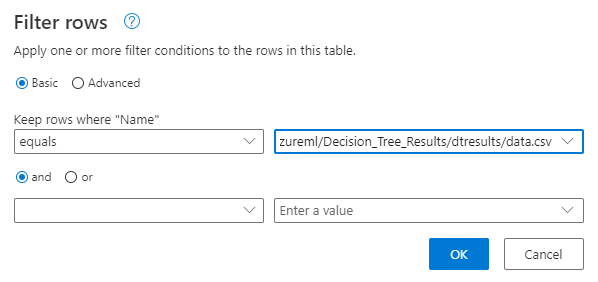 Filter rows ?
Apply one or more filter conditions to the rows in this table.
Basic Advanced
Keep rows where "Name"
equals zureml/Decision_Tree_Results/dtresults/data.csv
and or
Enter a value
OK Cancel